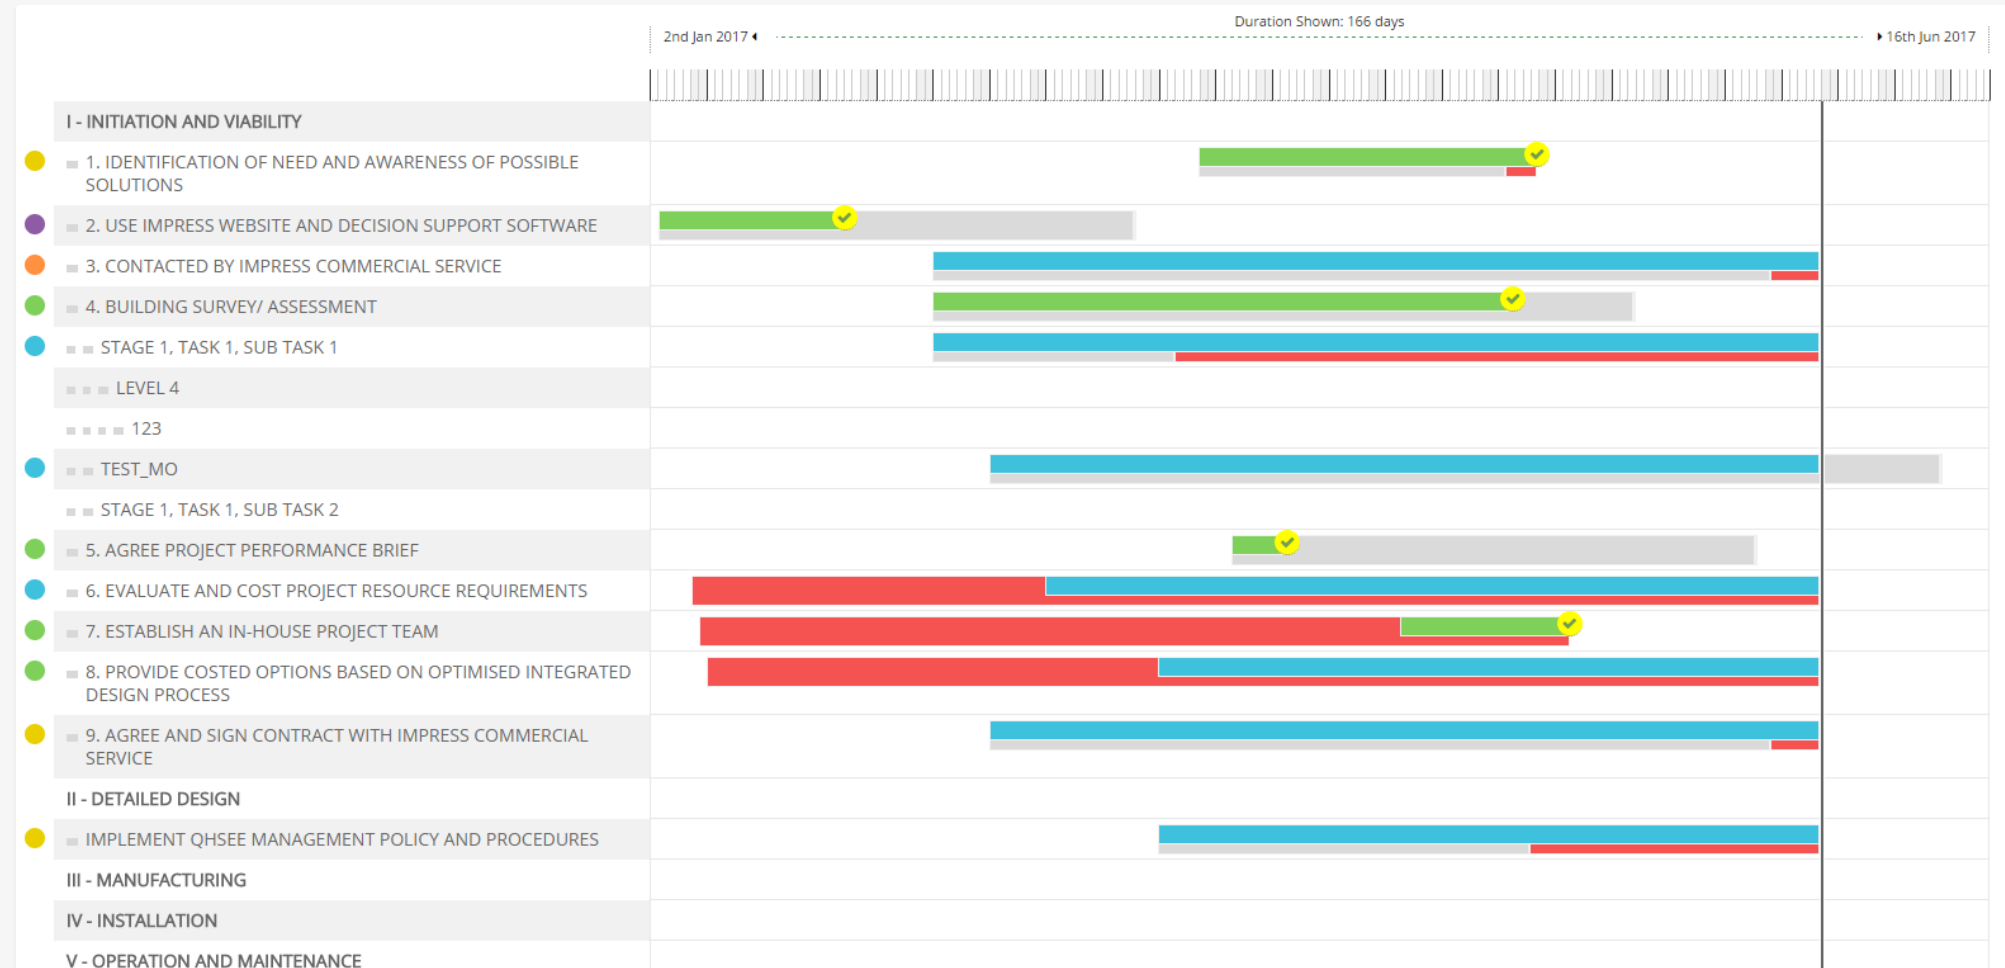 Duration Shown: 166 days
2nd Jan 2017
16th Jun 2017
I - INITIATION AND VIABILITY
1. IDENTIFICATION OF NEED AND AWARENESS OF POSSIBLE
SOLUTIONS
2. USE IMPRESS WEBSITE AND DECISION SUPPORT SOFTWARE
3. CONTACTED BY IMPRESS COMMERCIAL SERVICE
4. BUILDING SURVEY/ ASSESSMENT
STAGE 1, TASK 1, SUB TASK 1
LEVEL 4
123
TEST_MO
STAGE 1, TASK 1, SUB TASK 2
5. AGREE PROJECT PERFORMANCE BRIEF
6. EVALUATE AND COST PROJECT RESOURCE REQUIREMENTS
7. ESTABLISH AN IN-HOUSE PROJECT TEAM
8. PROVIDE COSTED OPTIONS BASED ON OPTIMISED INTEGRATED
DESIGN PROCESS
9. AGREE AND SIGN CONTRACT WITH IMPRESS COMMERCIAL
SERVICE
II - DETAILED DESIGN
IMPLEMENT QHSEE MANAGEMENT POLICY AND PROCEDURES
III - MANUFACTURING
IV - INSTALLATION
V - OPERATION AND MAINTENANCE